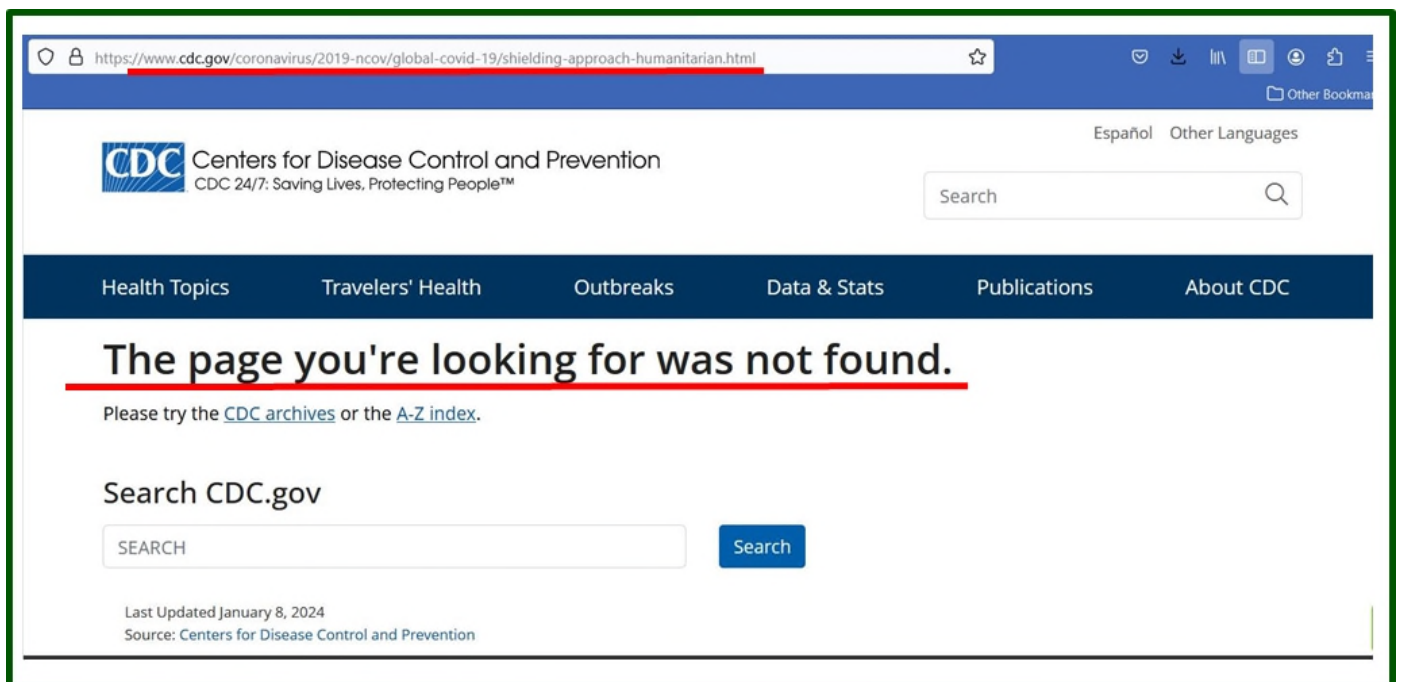 https://www.cdc.gov/coronavirus/2019-ncov/global-covid-19/shielding-approach-humanitarian.html
Other Bookmar
Español Other Languages
CDC Centers for Disease Control and Prevention
CDC 24/7: Saving Lives, Protecting People™
Search
Health Topics Travelers' Health Outbreaks Data & Stats Publications About CDC
The page you're looking for was not found.
Please try the CDC archives or the A-Z index.
Search CDC.gov
SEARCH Search
Last Updated January 8, 2024
Source: Centers for Disease Control and Prevention